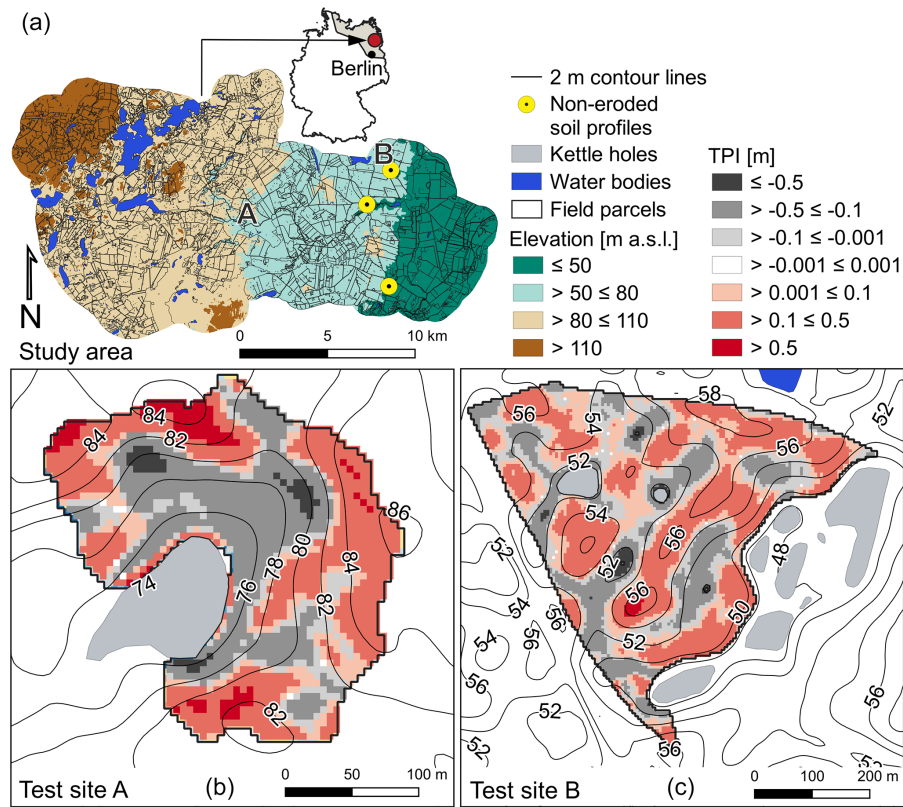 (a)
Berlin
B
A
N
Study area
0 5 10 km
2 m contour lines
Non-eroded
soil profiles
Kettle holes
Water bodies
Field parcels
Elevation [m a.s.l.]
≤ 50
> 50 ≤ 80
> 80 ≤ 110
> 110
TPI [m]
≤ -0.5
> -0.5 ≤ -0.1
> -0.1 ≤ -0.001
> -0.001 ≤ 0.001
> 0.001 ≤ 0.1
> 0.1 ≤ 0.5
> 0.5
84
84
82
86
80
84
78
76
74
82
82
Test site A
(b)
0 50 100 m
58
56
54
52
56
52
54
48
56
52
52
56
50
54
56
52
54
56
56
52
52
56
52
56
Test site B
(c)
0 100 200 m